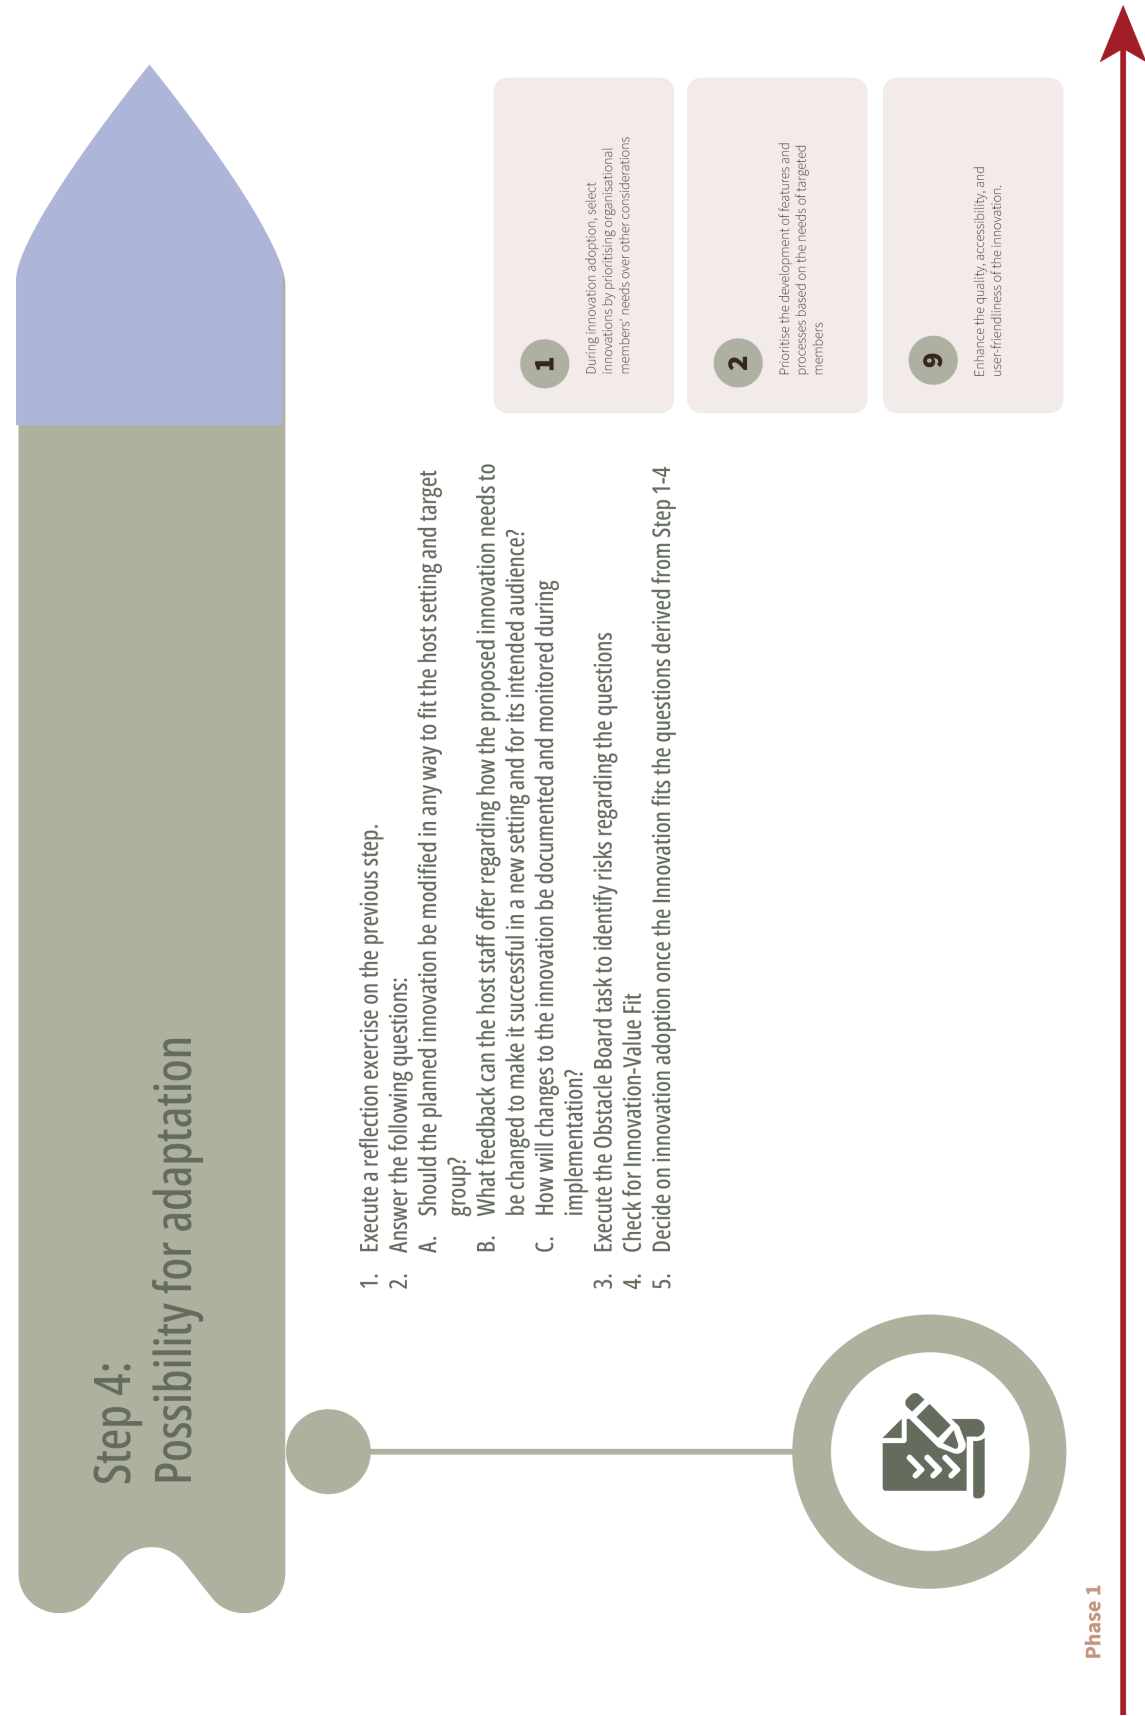 Step 4:
Possibility for adaptation
1. Execute a reflection exercise on the previous step.
2. Answer the following questions:
A. Should the planned innovation be modified in any way to fit the host setting and target
group?
B. What feedback can the host staff offer regarding how the proposed innovation needs to
be changed to make it successful in a new setting and for its intended audience?
C. How will changes to the innovation be documented and monitored during
implementation?
3. Execute the Obstacle Board task to identify risks regarding the questions
4. Check for Innovation-Value Fit
5. Decide on innovation adoption once the Innovation fits the questions derived from Step 1-4
1
During innovation adoption, select
innovations by prioritising organisational
members' needs over other considerations
2
Prioritise the development of features and
processes based on the needs of targeted
members
9
Enhance the quality, accessibility, and
user-friendliness of the innovation.
Phase 1